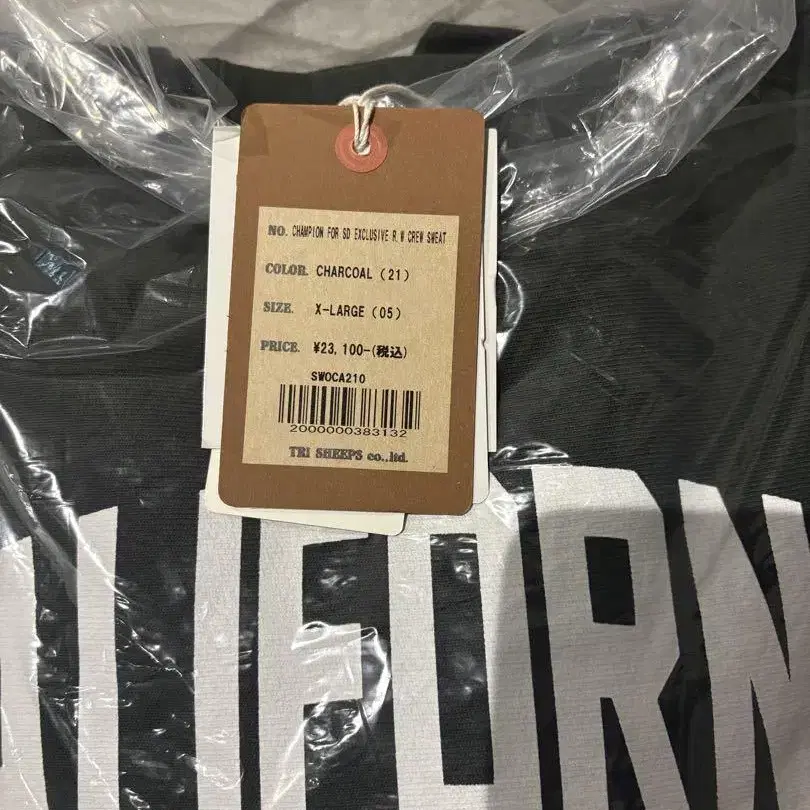 NO. CHAMPION FOR SD EXCLUSIVE R.W CREW SWEAT
COLOR. CHARCOAL (21)
SIZE. X-LARGE (05)
PRICE. ¥23,100-(税込)
SWOCA210
2000000383132
TRI SHEEPS co.,ltd.
ALIFORN